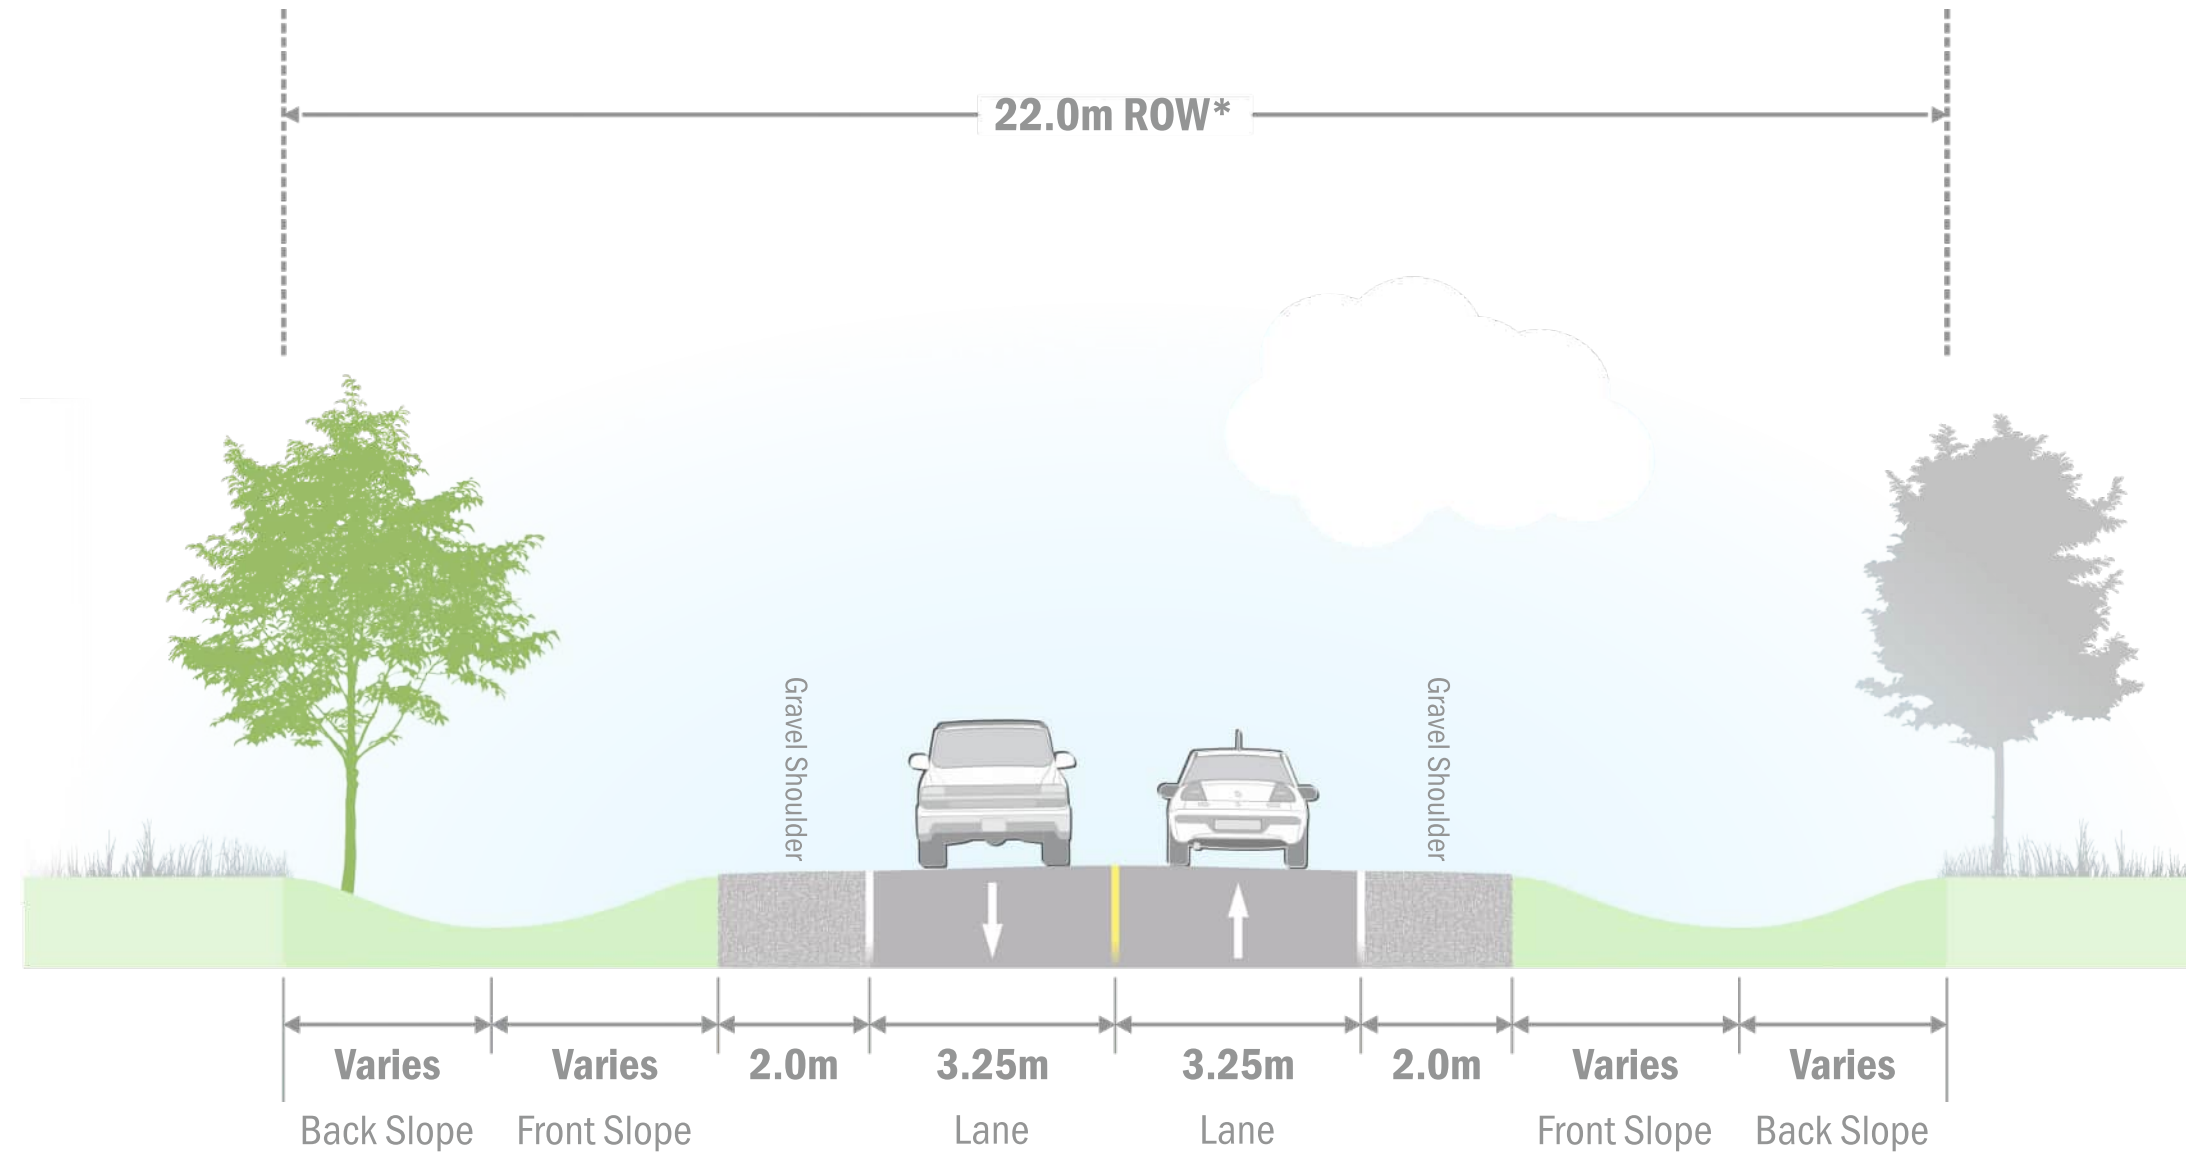 22.0m ROW*
Gravel Shoulder
Gravel Shoulder
Varies Varies 2.0m 3.25m 3.25m 2.0m Varies Varies
Back Slope Front Slope Lane Lane Front Slope Back Slope